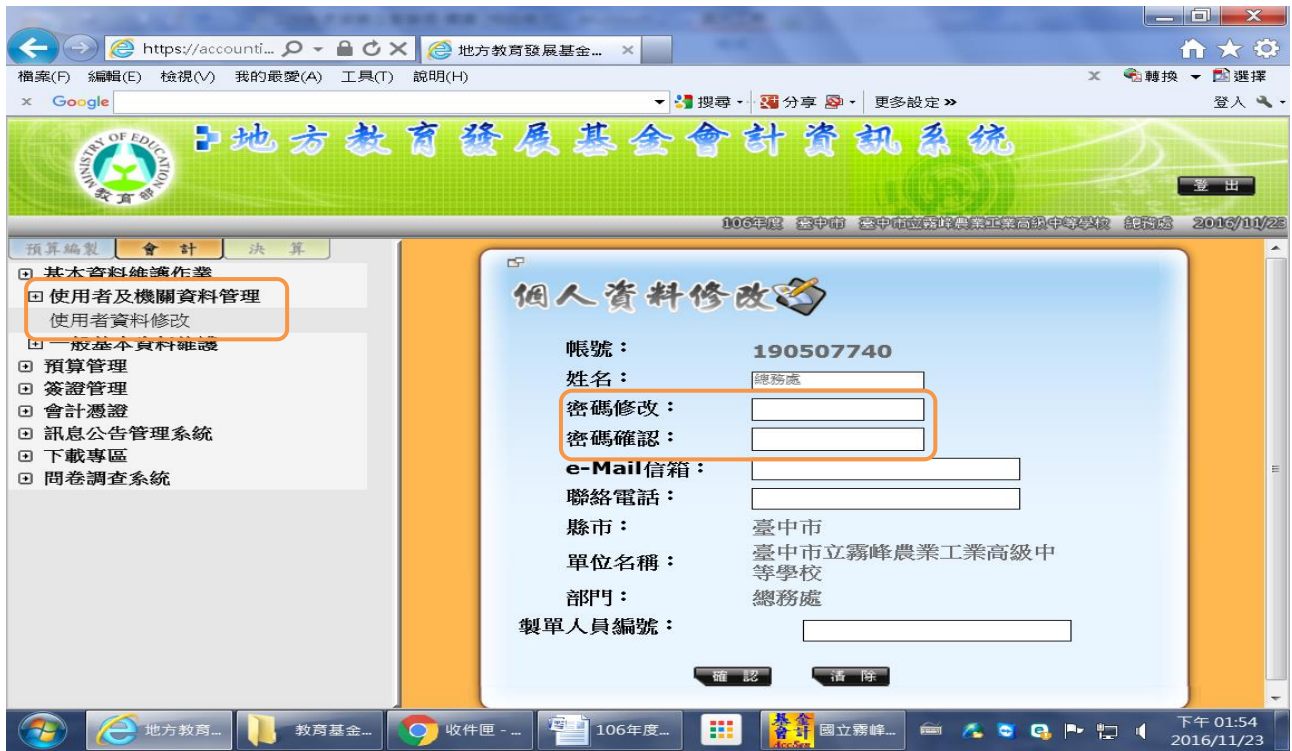 https://accounti...
地方教育發展基金...
檔案(F) 編輯(E) 檢視(V) 我的最愛(A) 工具(T) 說明(H)
轉換 選擇
x Google
搜尋 分享 更多設定 »
登入
MINISTRY OF EDUCATION
教育部
地方教育發展基金會計資訊系統
登 出
106年度 臺中市 臺中市立霧峰農業工業高級中等學校 總務處 2016/11/23
預算編製 會 計 決 算
基本資料維護作業
使用者及機關資料管理
使用者資料修改
一般基本資料維護
預算管理
簽證管理
會計憑證
訊息公告管理系統
下載專區
問卷調查系統
個人資料修改
帳號： 190507740
姓名： 總務處
密碼修改：
密碼確認：
e-Mail信箱：
聯絡電話：
縣市： 臺中市
單位名稱： 臺中市立霧峰農業工業高級中
等學校
部門： 總務處
製單人員編號：
確 認 清 除
地方教育... 教育基金... 收件匣 - ... 106年度... 基金會計 AccSys 國立霧峰...
下午 01:54
2016/11/23